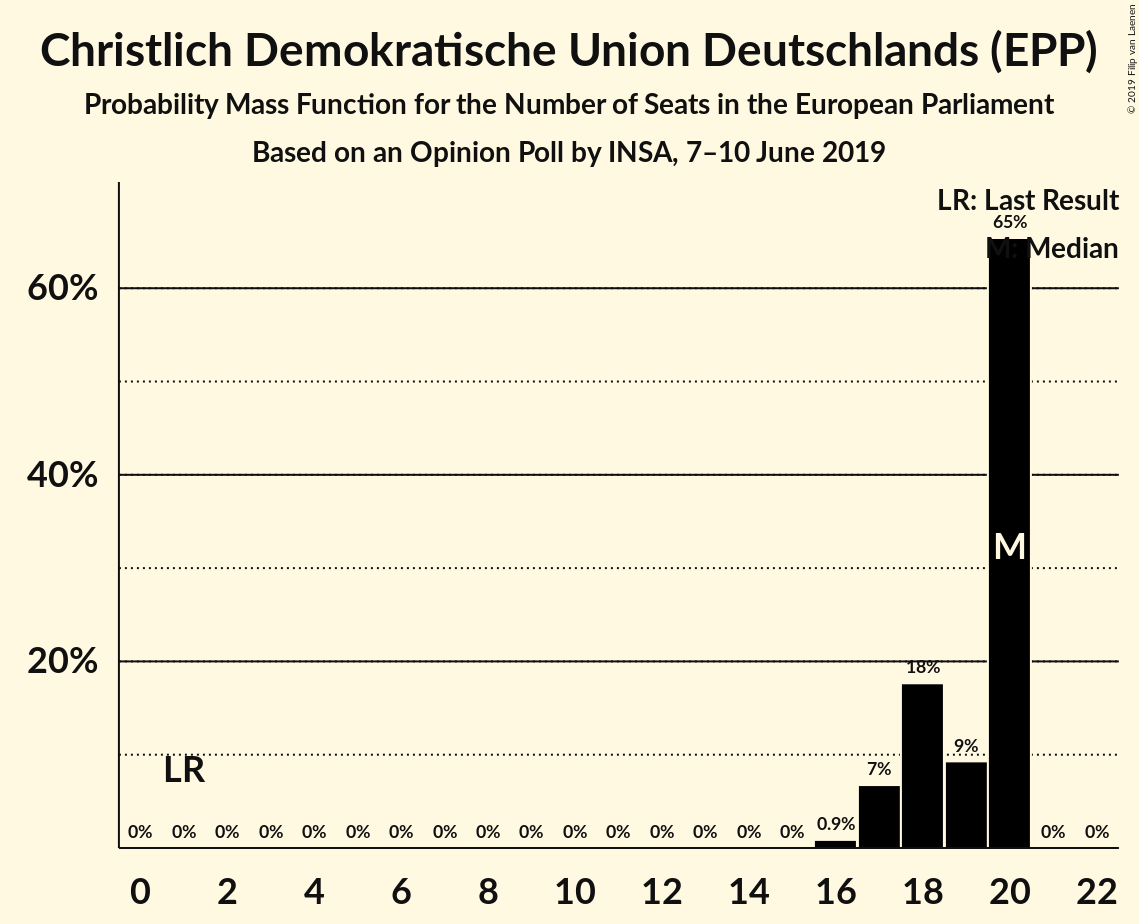 Christlich Demokratische Union Deutschlands (EPP)
Probability Mass Function for the Number of Seats in the European Parliament
Based on an Opinion Poll by INSA, 7–10 June 2019
© 2019 Filip van Laenen
LR: Last Result
M: Median
65%
60%
40%
20%
M
18%
9%
7%
0.9%
LR
0% 0% 0% 0% 0% 0% 0% 0% 0% 0% 0% 0% 0% 0% 0% 0% 0% 0%
0 2 4 6 8 10 12 14 16 18 20 22